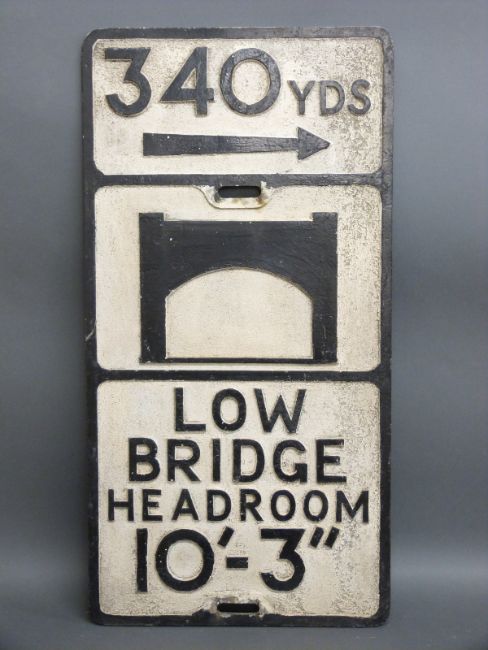 340 YDS
LOW
BRIDGE
HEADROOM
10'-3"